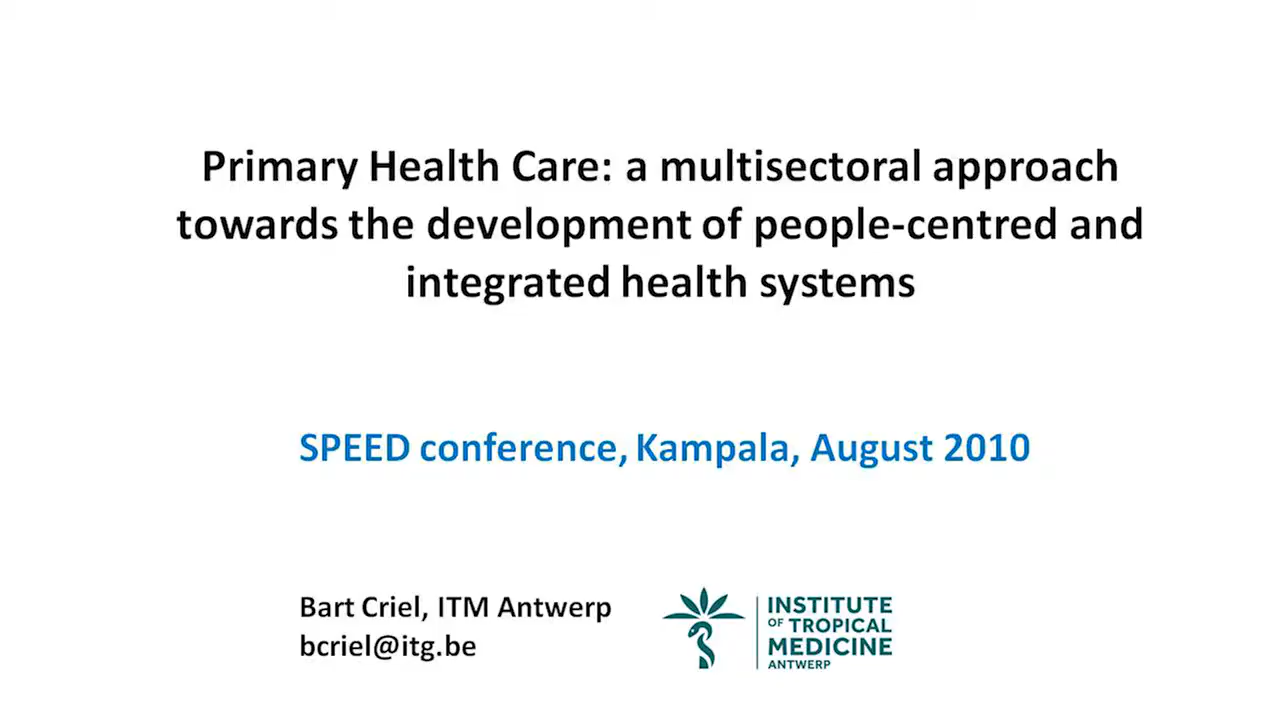 Primary Health Care: a multisectoral approach
towards the development of people-centred and
integrated health systems
SPEED conference, Kampala, August 2010
Bart Criel, ITM Antwerp
bcriel@itg.be
INSTITUTE
OF TROPICAL
MEDICINE
ANTWERP